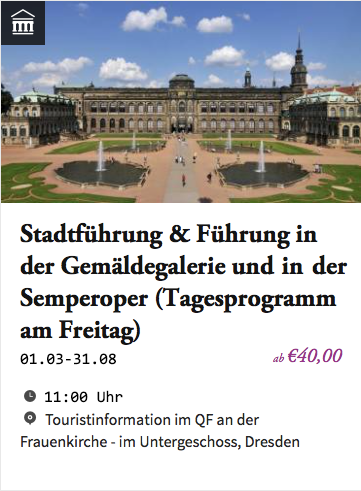 Stadtführung & Führung in
der Gemäldegalerie und in der
Semperoper (Tagesprogramm
am Freitag)
01.03-31.08
ab €40,00
11:00 Uhr
Touristinformation im QF an der
Frauenkirche - im Untergeschoss, Dresden